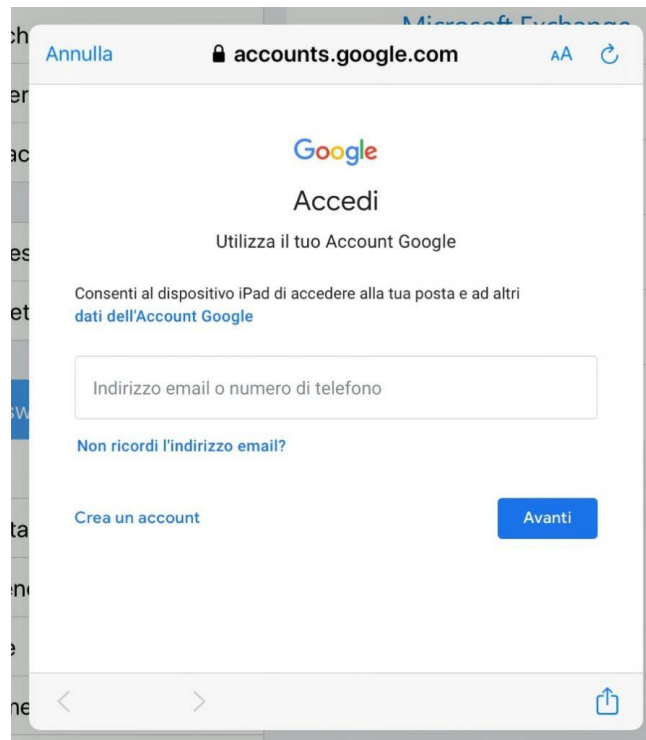 Microsoft Exchange
Annulla
accounts.google.com
AA
Google
Accedi
Utilizza il tuo Account Google
Consenti al dispositivo iPad di accedere alla tua posta e ad altri
dati dell'Account Google
Indirizzo email o numero di telefono
Non ricordi l'indirizzo email?
Crea un account
Avanti